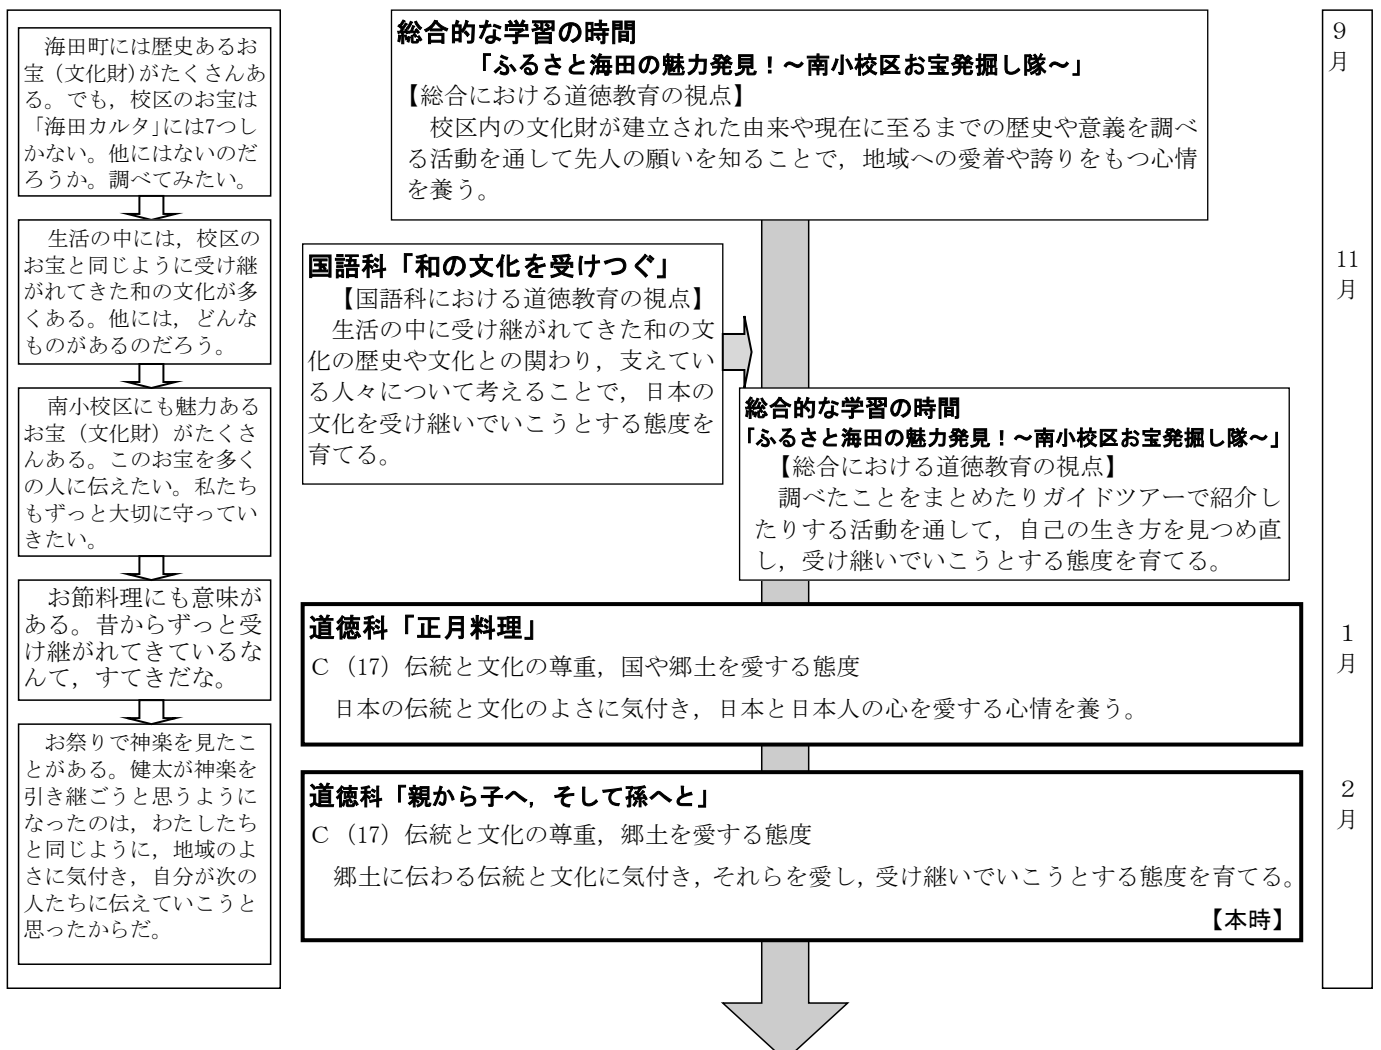 海田町には歴史あるお
宝（文化財）がたくさんあ
る。でも，校区のお宝は
「海田カルタ」には7つし
かない。他にはないのだ
ろうか。調べてみたい。
生活の中には，校区の
お宝と同じように受け継
がれてきた和の文化が多
くある。他には，どんな
ものがあるのだろう。
南小校区にも魅力ある
お宝（文化財）がたくさ
んある。このお宝を多く
の人に伝えたい。私たち
もずっと大切に守ってい
きたい。
お節料理にも意味が
ある。昔からずっと受
け継がれてきているな
んて，すてきだな。
お祭りで神楽を見たこ
とがある。健太が神楽を
引き継ごうと思うように
なったのは，わたしたち
と同じように，地域のよ
さに気付き，自分が次の
人たちに伝えていこうと
思ったからだ。
総合的な学習の時間
「ふるさと海田の魅力発見！～南小校区お宝発掘し隊～」
【総合における道徳教育の視点】
校区内の文化財が建立された由来や現在に至るまでの歴史や意義を調べ
る活動を通して先人の願いを知ることで，地域への愛着や誇りをもつ心情
を養う。
国語科「和の文化を受けつぐ」
【国語科における道徳教育の視点】
生活の中に受け継がれてきた和の文
化の歴史や文化との関わり，支えてい
る人々について考えることで，日本の
文化を受け継いでいこうとする態度を
育てる。
総合的な学習の時間
「ふるさと海田の魅力発見！～南小校区お宝発掘し隊～」
【総合における道徳教育の視点】
調べたことをまとめたりガイドツアーで紹介し
たりする活動を通して，自己の生き方を見つめ直
し，受け継いでいこうとする態度を育てる。
道徳科「正月料理」
Ｃ（17）伝統と文化の尊重，国や郷土を愛する態度
日本の伝統と文化のよさに気付き，日本と日本人の心を愛する心情を養う。
道徳科「親から子へ，そして孫へと」
Ｃ（17）伝統と文化の尊重，郷土を愛する態度
郷土に伝わる伝統と文化に気付き，それらを愛し，受け継いでいこうとする態度を育てる。
【本時】
9
月
11
月
1
月
2
月